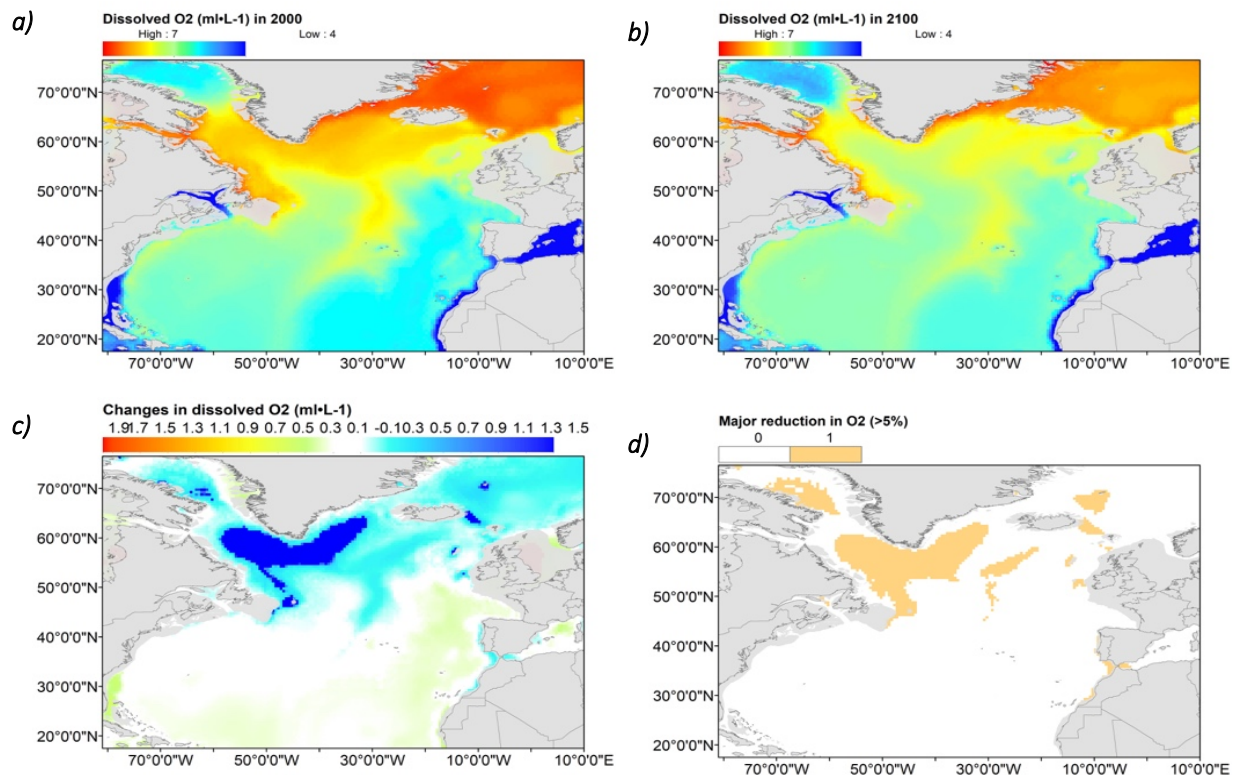 a)
Dissolved O2 (ml•L-1) in 2000
High : 7 Low : 4
70°0'0"N
60°0'0"N
50°0'0"N
40°0'0"N
30°0'0"N
20°0'0"N
70°0'0"W 50°0'0"W 30°0'0"W 10°0'0"W 10°0'0"E
b)
Dissolved O2 (ml•L-1) in 2100
High : 7 Low : 4
70°0'0"N
60°0'0"N
50°0'0"N
40°0'0"N
30°0'0"N
20°0'0"N
70°0'0"W 50°0'0"W 30°0'0"W 10°0'0"W 10°0'0"E
c)
Changes in dissolved O2 (ml•L-1)
1.91.7 1.5 1.3 1.1 0.9 0.7 0.5 0.3 0.1 -0.10.3 0.5 0.7 0.9 1.1 1.3 1.5
70°0'0"N
60°0'0"N
50°0'0"N
40°0'0"N
30°0'0"N
20°0'0"N
70°0'0"W 50°0'0"W 30°0'0"W 10°0'0"W 10°0'0"E
d)
Major reduction in O2 (>5%)
0 1
70°0'0"N
60°0'0"N
50°0'0"N
40°0'0"N
30°0'0"N
20°0'0"N
70°0'0"W 50°0'0"W 30°0'0"W 10°0'0"W 10°0'0"E